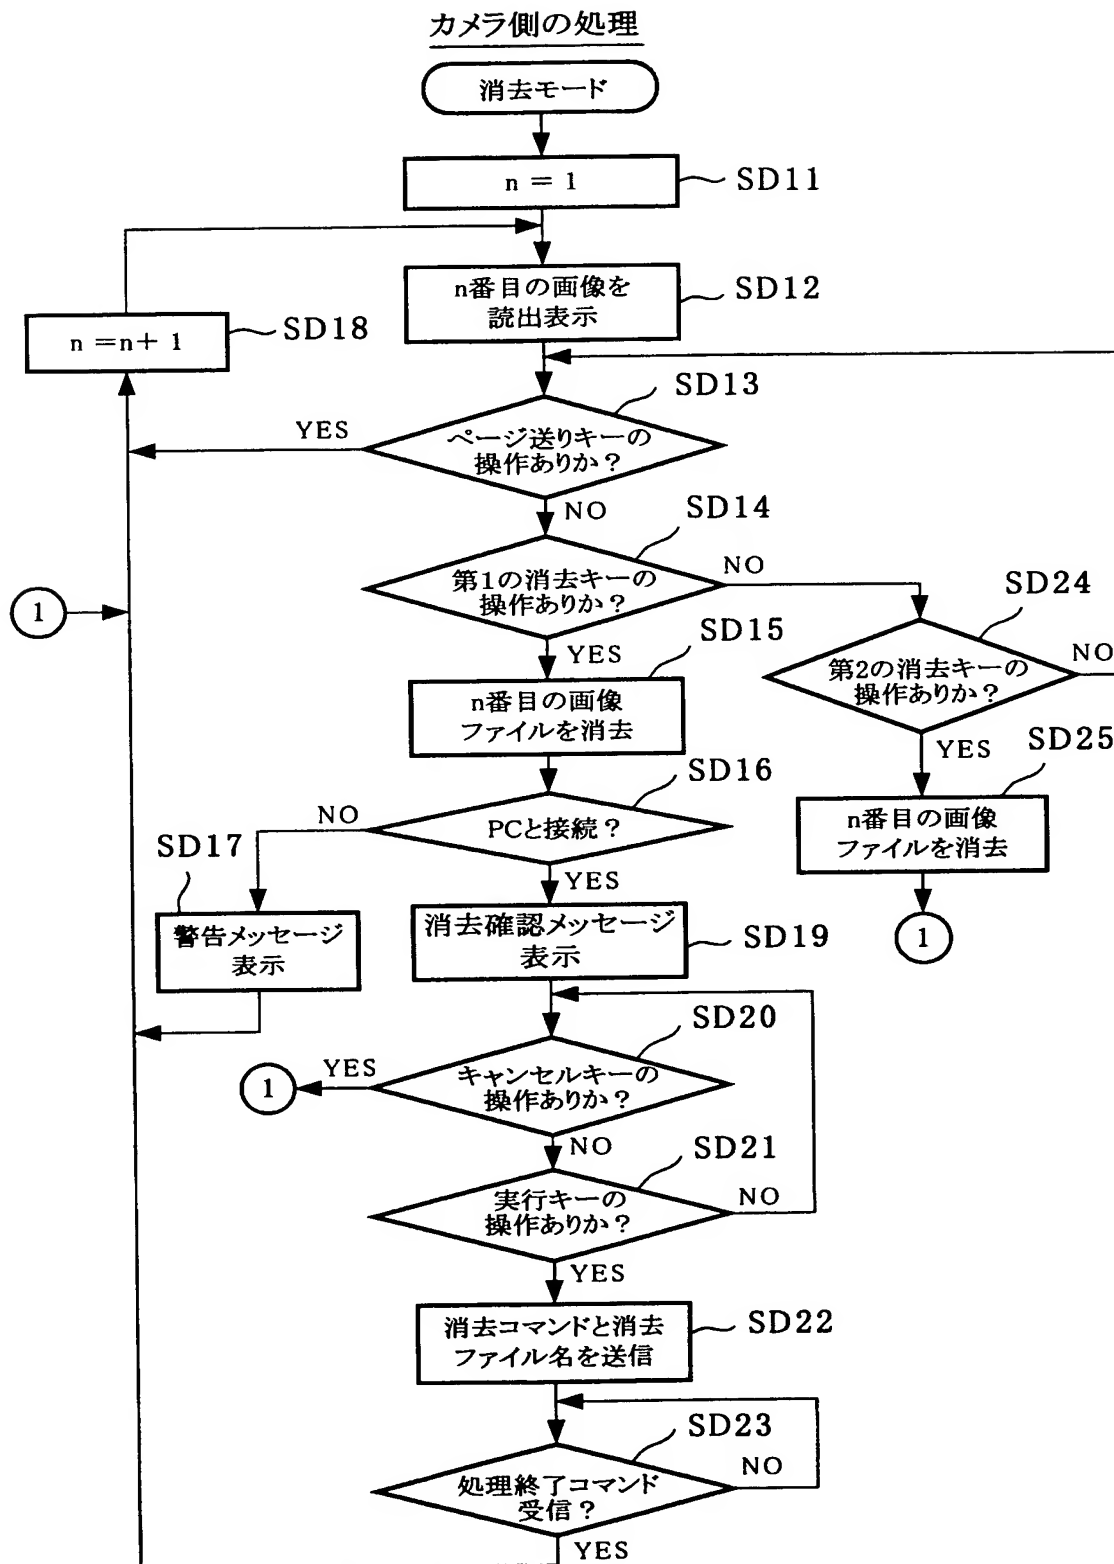 カメラ側の処理
消去モード
n = 1
SD11
n番目の画像を
読出表示
SD12
n =n+ 1
SD18
SD13
ページ送りキーの
操作ありか?
YES
NO
SD14
第1の消去キーの
操作ありか?
NO
YES
1
SD24
第2の消去キーの
操作ありか?
NO
YES
SD15
n番目の画像
ファイルを消去
SD25
n番目の画像
ファイルを消去
1
SD16
PCと接続?
NO
YES
SD17
警告メッセージ
表示
消去確認メッセージ
表示
SD19
SD20
キャンセルキーの
操作ありか?
YES
1
NO
SD21
実行キーの
操作ありか?
NO
YES
消去コマンドと消去
ファイル名を送信
SD22
SD23
処理終了コマンド
受信?
NO
YES